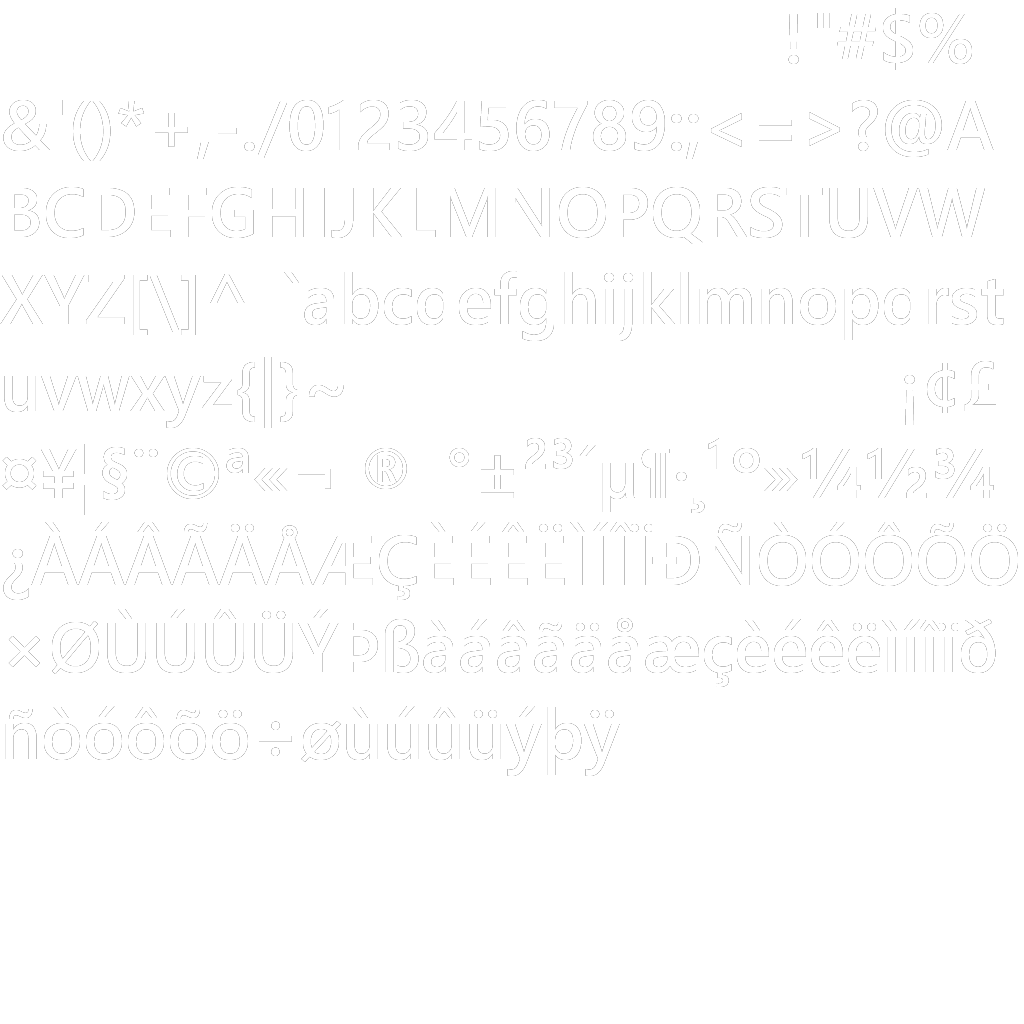 !"#$%
&'()*+,-./0123456789:;<=>?@A
BCDEFGHIJKLMNOPQRSTUVW
XYZ[\]^`abcdefghijklmnopqrst
uvwxyz{|}~¡¢£
¤¥¦§¨©ª«¬®°±²³´µ¶·¸¹º»¼½¾
¿ÀÁÂÃÄÅÆÇÈÉÊËÌÍÎÏÐÑÒÓÔÕÖ
×ØÙÚÛÜÝÞßàáâãäåæçèéêëìíîïð
ñòóôõö÷øùúûüýþÿ